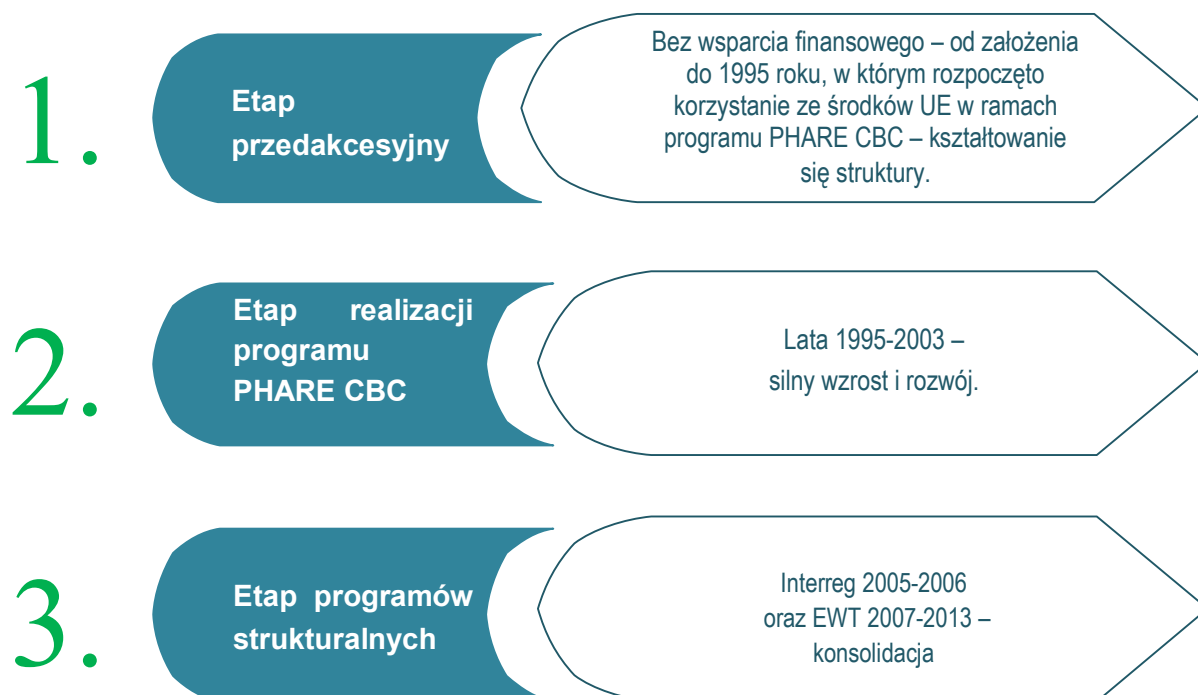 1.
Etap
przedakcesyjny
Bez wsparcia finansowego – od założenia
do 1995 roku, w którym rozpoczęto
korzystanie ze środków UE w ramach
programu PHARE CBC – kształtowanie
się struktury.
2.
Etap realizacji
programu
PHARE CBC
Lata 1995-2003 –
silny wzrost i rozwój.
3.
Etap programów
strukturalnych
Interreg 2005-2006
oraz EWT 2007-2013 –
konsolidacja